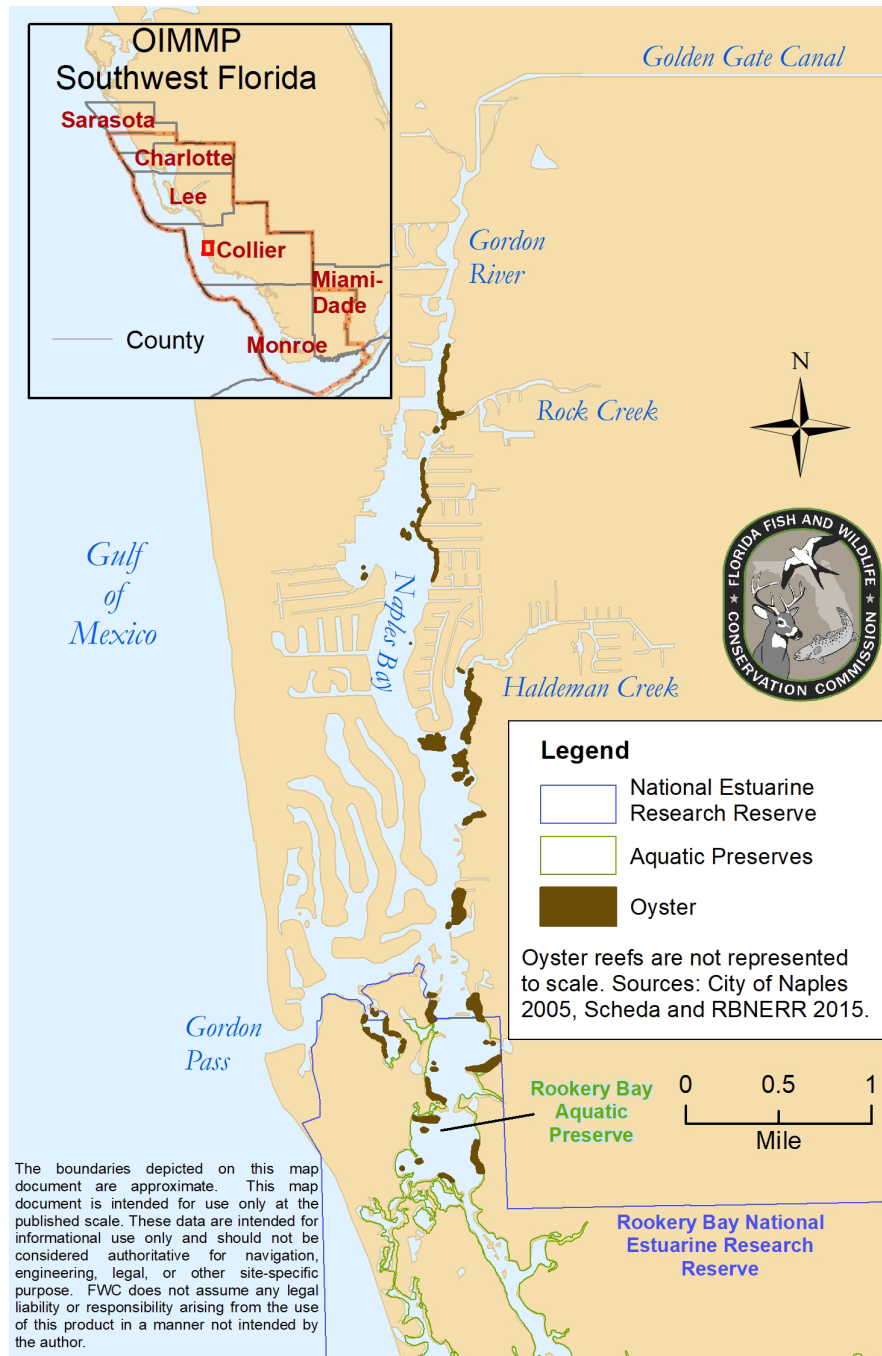 OIMMP
Southwest Florida
Sarasota
Charlotte
Lee
Collier
Miami-
Dade
Monroe
County
Golden Gate Canal
Gordon
River
Rock Creek
N
Gulf
of
Mexico
Naples Bay
FLORIDA FISH AND WILDLIFE
CONSERVATION COMMISSION
Haldeman Creek
Legend
National Estuarine
Research Reserve
Aquatic Preserves
Oyster
Oyster reefs are not represented
to scale. Sources: City of Naples
2005, Scheda and RBNERR 2015.
Gordon
Pass
Rookery Bay
Aquatic
Preserve
0 0.5 1
Mile
Rookery Bay National
Estuarine Research
Reserve
The boundaries depicted on this map
document are approximate. This map
document is intended for use only at the
published scale. These data are intended for
informational use only and should not be
considered authoritative for navigation,
engineering, legal, or other site-specific
purpose. FWC does not assume any legal
liability or responsibility arising from the use
of this product in a manner not intended by
the author.